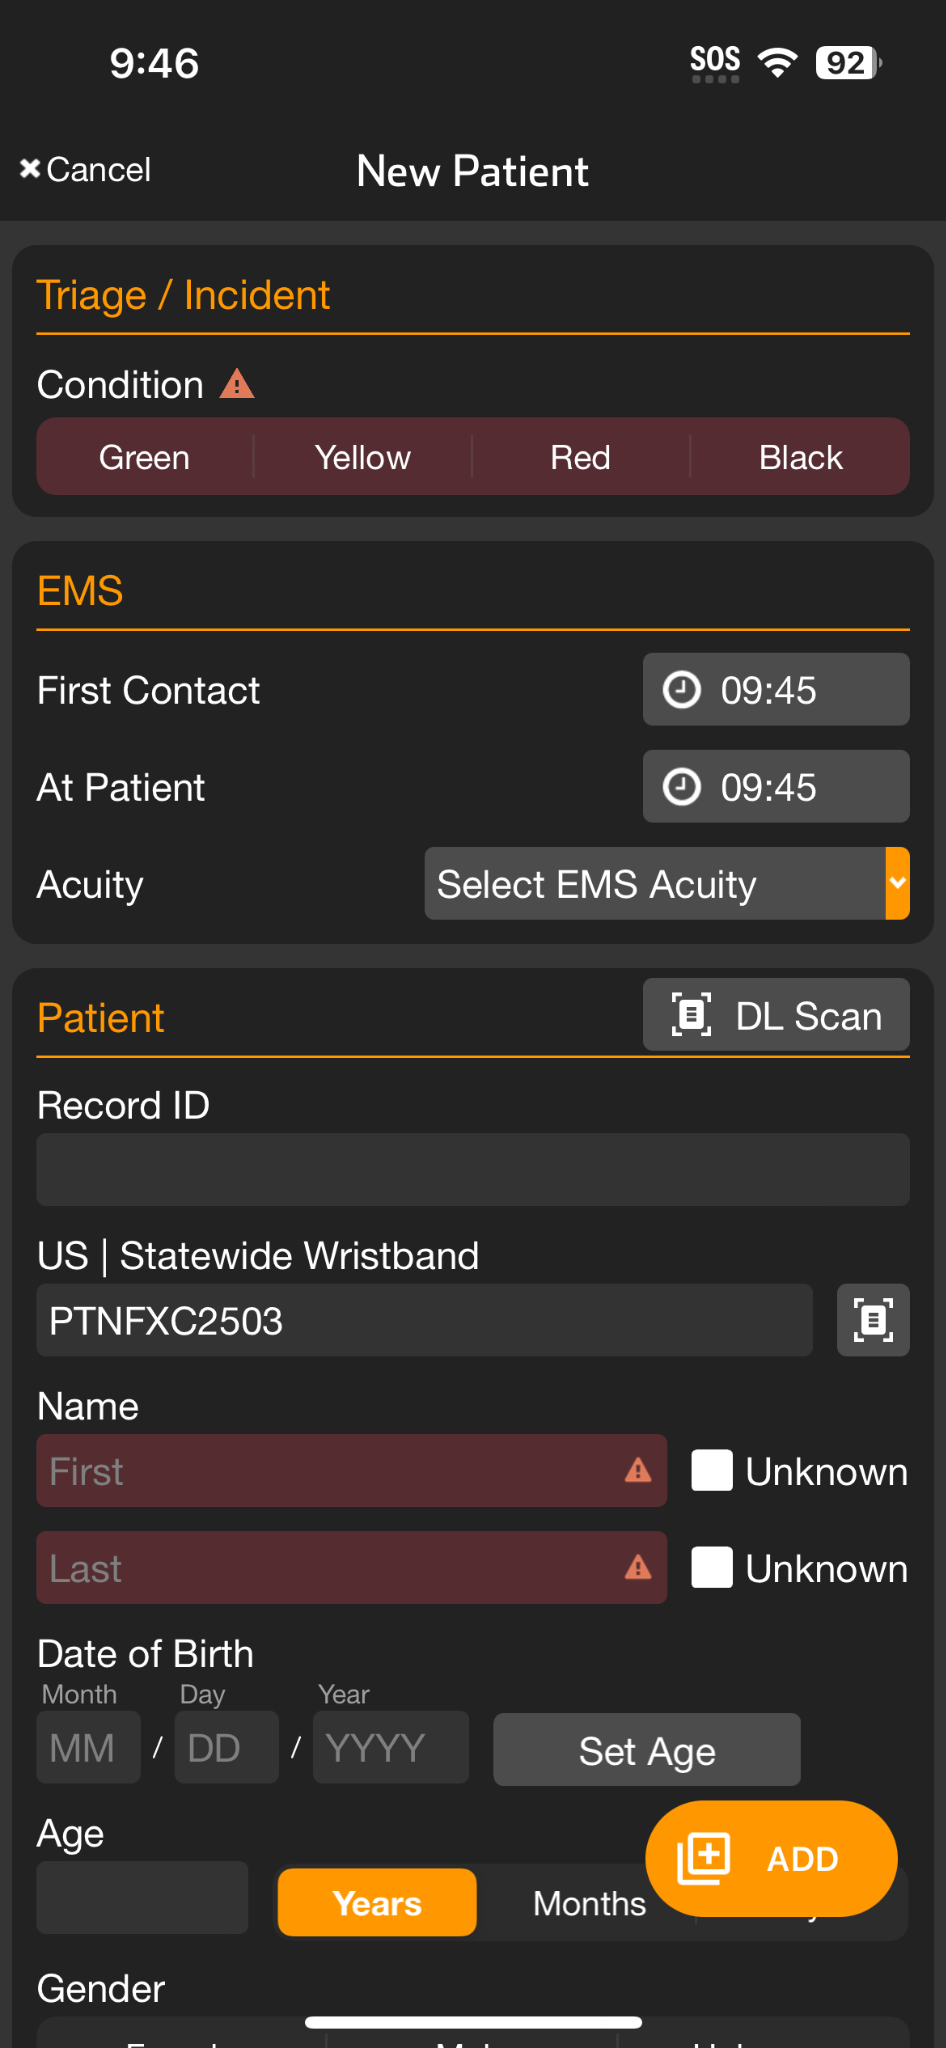 9:46 SOS 92
✖ Cancel New Patient
Triage / Incident
Condition
Green Yellow Red Black
EMS
First Contact 09:45
At Patient 09:45
Acuity Select EMS Acuity
Patient DL Scan
Record ID
US | Statewide Wristband
PTNFXC2503
Name
First Unknown
Last Unknown
Date of Birth
Month Day Year
MM / DD / YYYY Set Age
Age ADD
Years Months
Gender